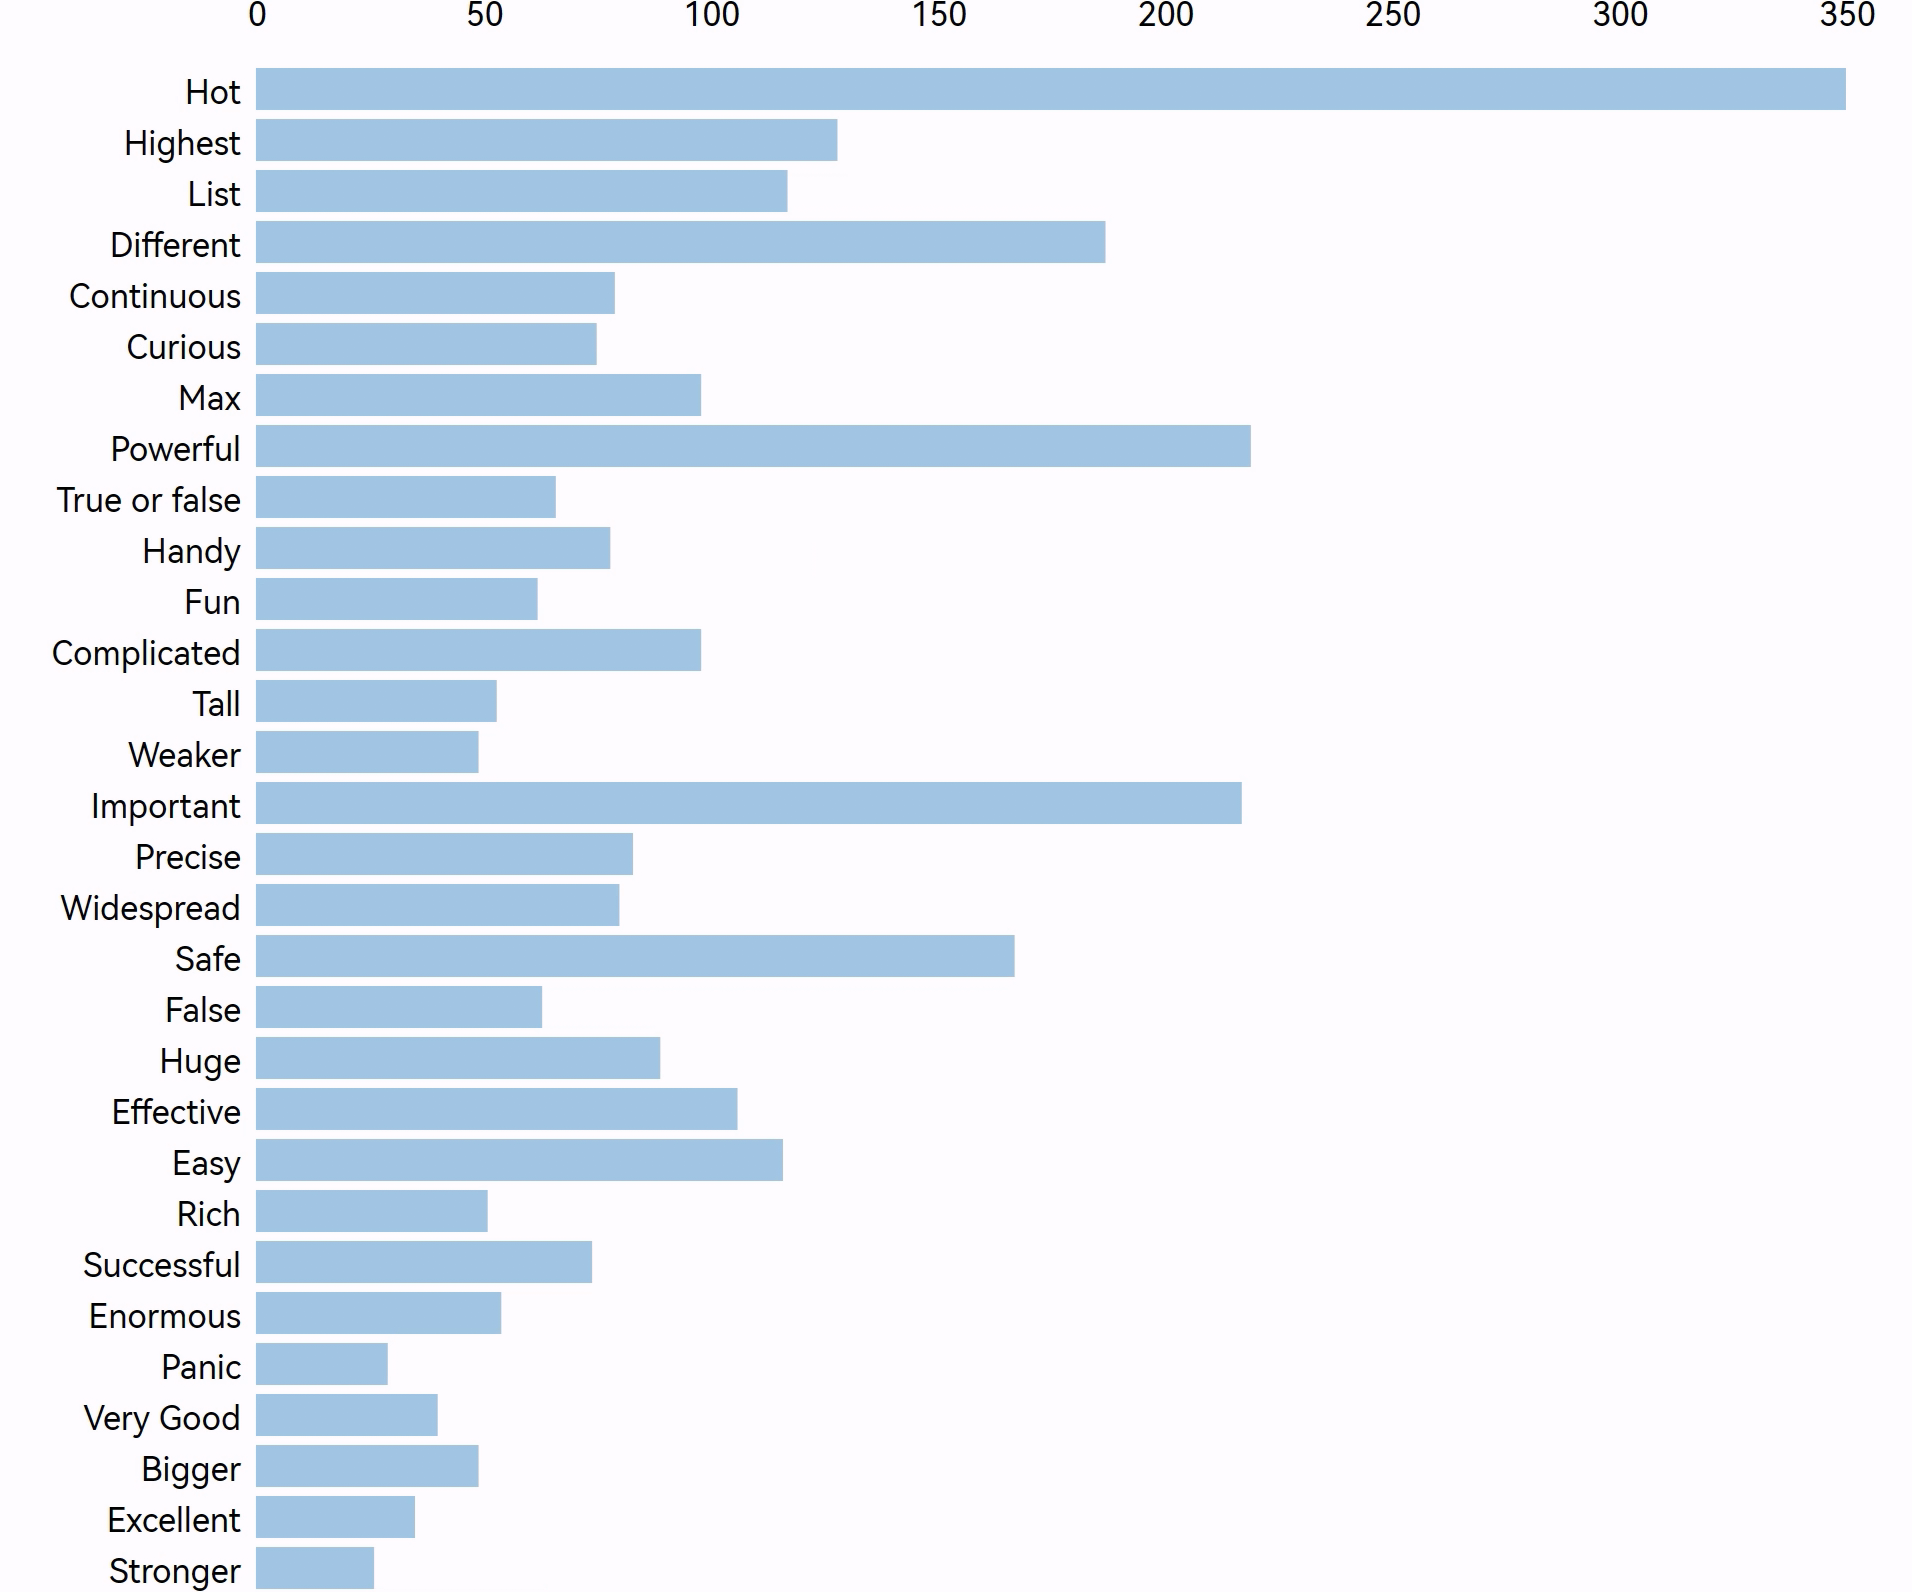 0 50 100 150 200 250 300 350
Hot
Highest
List
Different
Continuous
Curious
Max
Powerful
True or false
Handy
Fun
Complicated
Tall
Weaker
Important
Precise
Widespread
Safe
False
Huge
Effective
Easy
Rich
Successful
Enormous
Panic
Very Good
Bigger
Excellent
Stronger